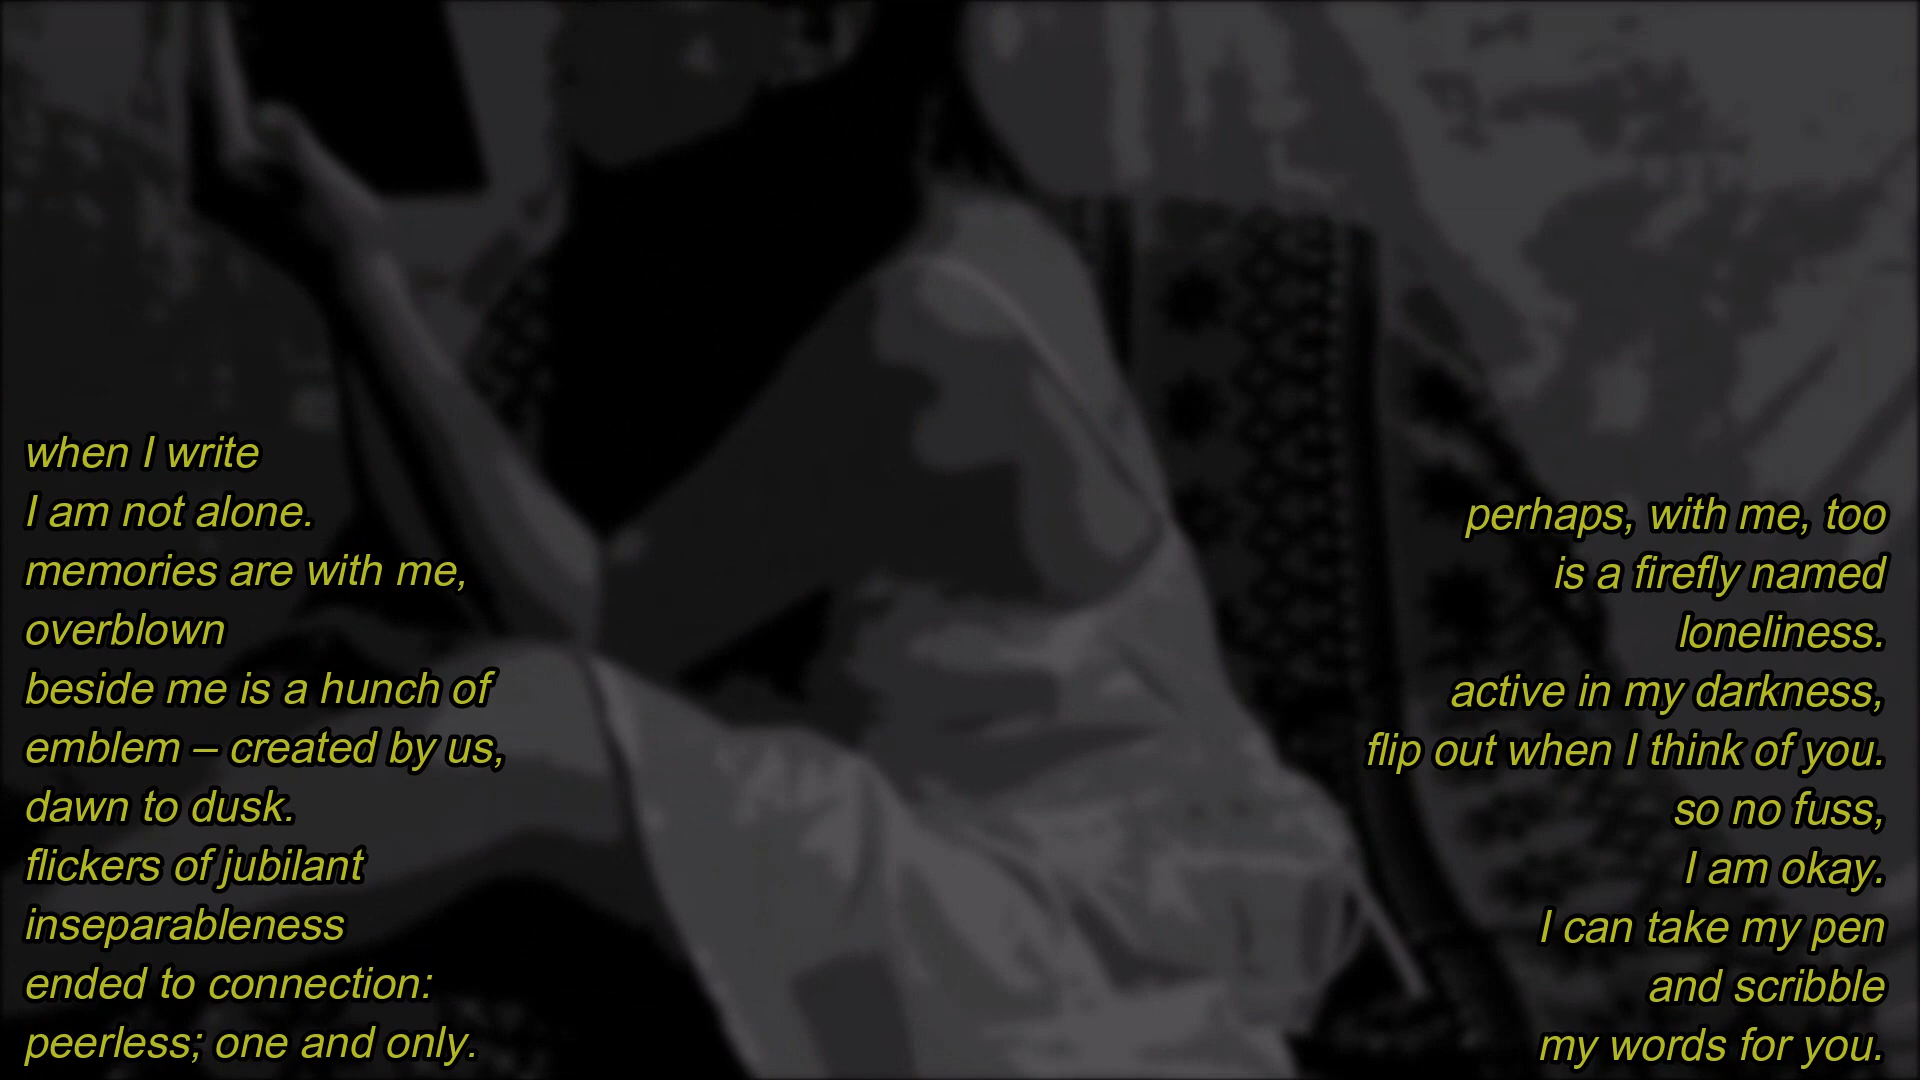 when I write
I am not alone.
memories are with me,
overblown
beside me is a hunch of
emblem – created by us,
dawn to dusk.
flickers of jubilant
inseparableness
ended to connection:
peerless; one and only.
perhaps, with me, too
is a firefly named
loneliness.
active in my darkness,
flip out when I think of you.
so no fuss,
I am okay.
I can take my pen
and scribble
my words for you.